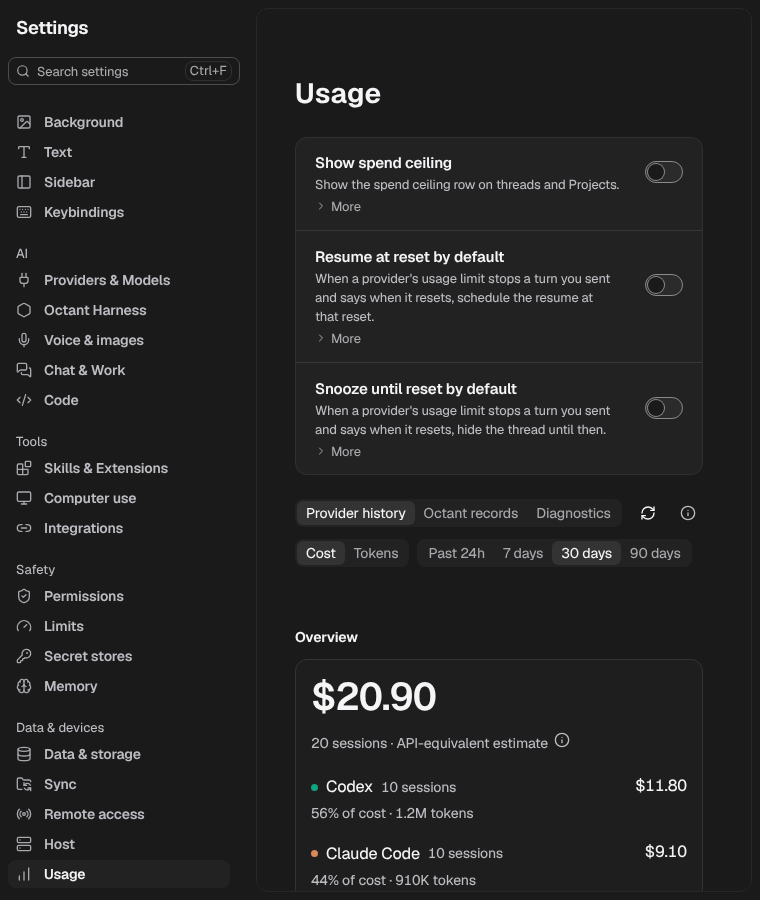 Settings
Search settings Ctrl+F
Background
Text
Sidebar
Keybindings
AI
Providers & Models
Octant Harness
Voice & images
Chat & Work
Code
Tools
Skills & Extensions
Computer use
Integrations
Safety
Permissions
Limits
Secret stores
Memory
Data & devices
Data & storage
Sync
Remote access
Host
Usage
Usage
Show spend ceiling
Show the spend ceiling row on threads and Projects.
More
Resume at reset by default
When a provider's usage limit stops a turn you sent
and says when it resets, schedule the resume at
that reset.
More
Snooze until reset by default
When a provider's usage limit stops a turn you sent
and says when it resets, hide the thread until then.
More
Provider history Octant records Diagnostics
Cost Tokens Past 24h 7 days 30 days 90 days
Overview
$20.90
20 sessions · API-equivalent estimate
Codex 10 sessions $11.80
56% of cost · 1.2M tokens
Claude Code 10 sessions $9.10
44% of cost · 910K tokens